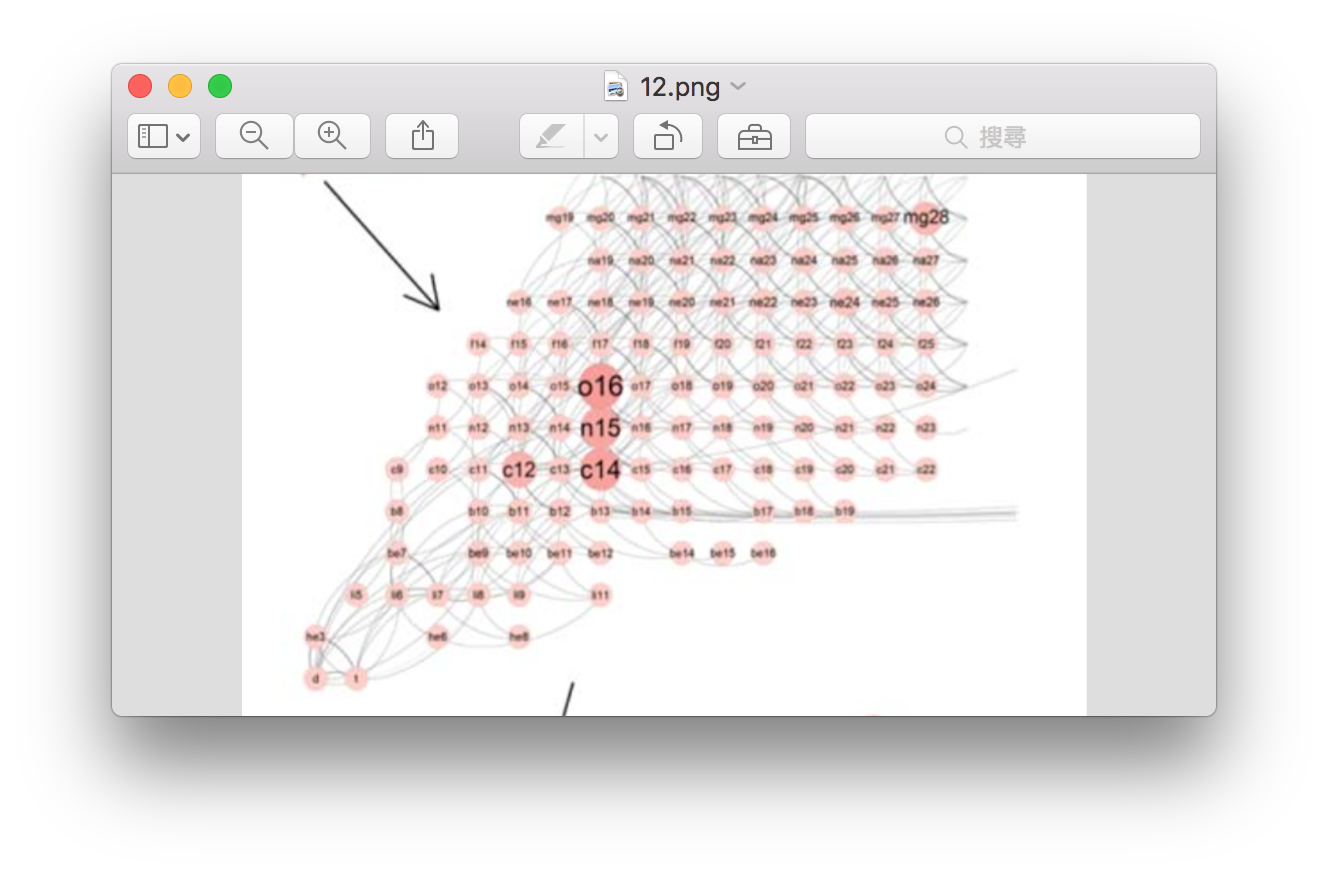 12.png
搜尋
mg19 mg20 mg21 mg22 mg23 mg24 mg25 mg26 mg27 mg28
na19 na20 na21 na22 na23 na24 na25 na26 na27
ne16 ne17 ne18 ne19 ne20 ne21 ne22 ne23 ne24 ne25 ne26
f14 f15 f16 f17 f18 f19 f20 f21 f22 f23 f24 f25
o12 o13 o14 o15 o16 o17 o18 o19 o20 o21 o22 o23 o24
n11 n12 n13 n14 n15 n16 n17 n18 n19 n20 n21 n22 n23
c9 c10 c11 c12 c13 c14 c15 c16 c17 c18 c19 c20 c21 c22
b8 b10 b11 b12 b13 b14 b15 b17 b18 b19
be7 be9 be10 be11 be12 be14 be15 be16
li5 li6 li7 li8 li9 li11
he3 he6 he8
d t